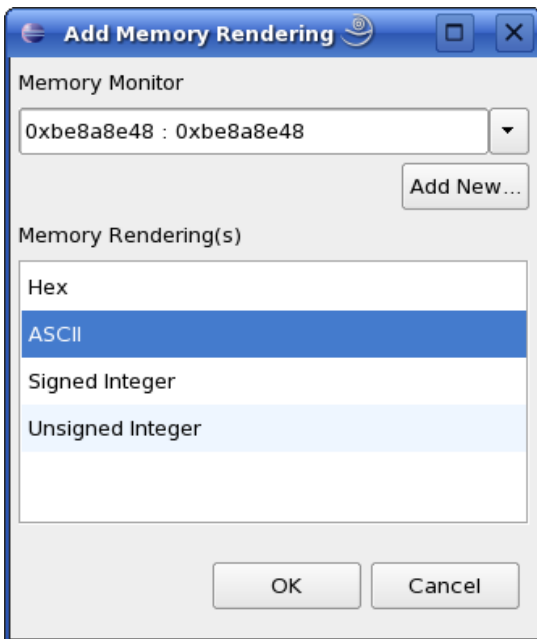 Add Memory Rendering
Memory Monitor
0xbe8a8e48 : 0xbe8a8e48
Add New...
Memory Rendering(s)
Hex
ASCII
Signed Integer
Unsigned Integer
OK Cancel